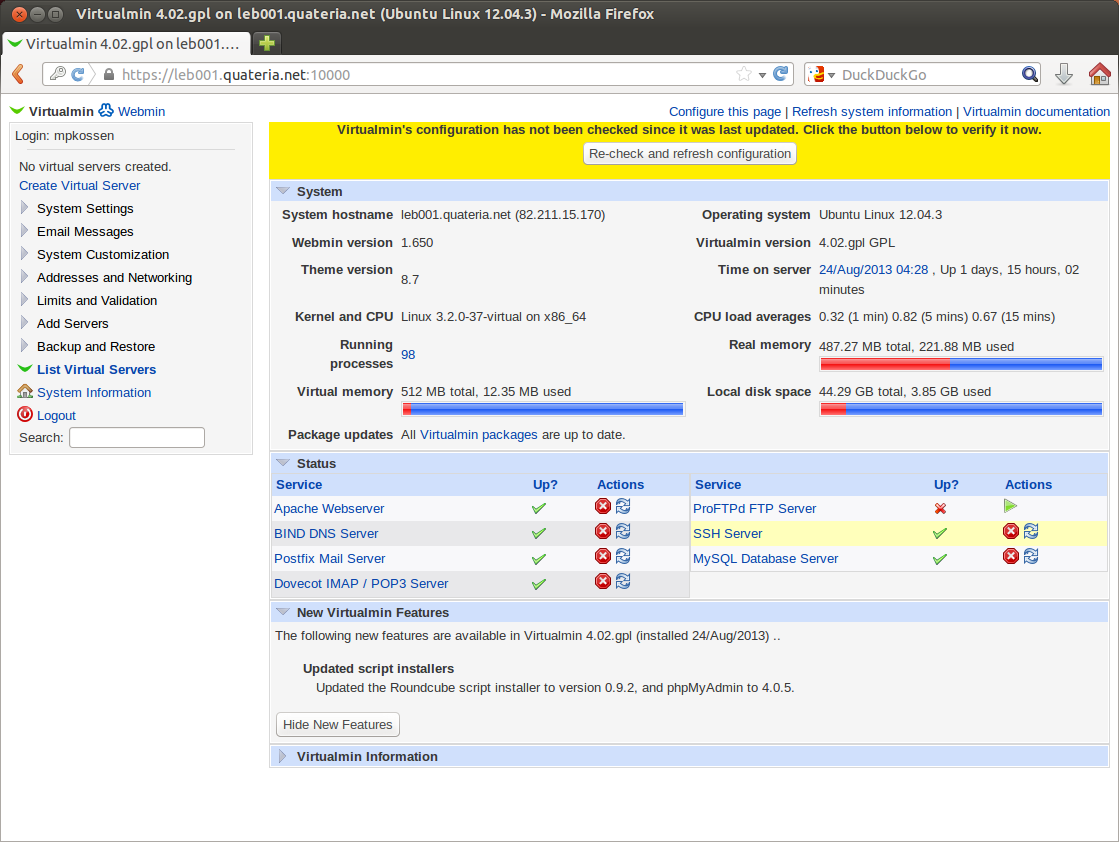 Virtualmin 4.02.gpl on leb001.quateria.net (Ubuntu Linux 12.04.3) - Mozilla Firefox
Virtualmin 4.02.gpl on leb001....
https://leb001.quateria.net:10000
DuckDuckGo
Virtualmin Webmin
Login: mpkossen
No virtual servers created.
Create Virtual Server
System Settings
Email Messages
System Customization
Addresses and Networking
Limits and Validation
Add Servers
Backup and Restore
List Virtual Servers
System Information
Logout
Search:
Configure this page | Refresh system information | Virtualmin documentation
Virtualmin's configuration has not been checked since it was last updated. Click the button below to verify it now.
Re-check and refresh configuration
System
System hostname leb001.quateria.net (82.211.15.170) Operating system Ubuntu Linux 12.04.3
Webmin version 1.650 Virtualmin version 4.02.gpl GPL
Theme version 8.7 Time on server 24/Aug/2013 04:28 , Up 1 days, 15 hours, 02
minutes
Kernel and CPU Linux 3.2.0-37-virtual on x86_64 CPU load averages 0.32 (1 min) 0.82 (5 mins) 0.67 (15 mins)
Running
processes 98 Real memory 487.27 MB total, 221.88 MB used
Virtual memory 512 MB total, 12.35 MB used Local disk space 44.29 GB total, 3.85 GB used
Package updates All Virtualmin packages are up to date.
Status
Service Up? Actions Service Up? Actions
Apache Webserver ProFTPd FTP Server
BIND DNS Server SSH Server
Postfix Mail Server MySQL Database Server
Dovecot IMAP / POP3 Server
New Virtualmin Features
The following new features are available in Virtualmin 4.02.gpl (installed 24/Aug/2013) ..
Updated script installers
Updated the Roundcube script installer to version 0.9.2, and phpMyAdmin to 4.0.5.
Hide New Features
Virtualmin Information